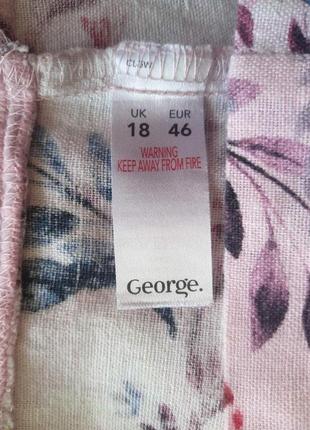 UK EUR
18 46
WARNING
KEEP AWAY FROM FIRE
George.